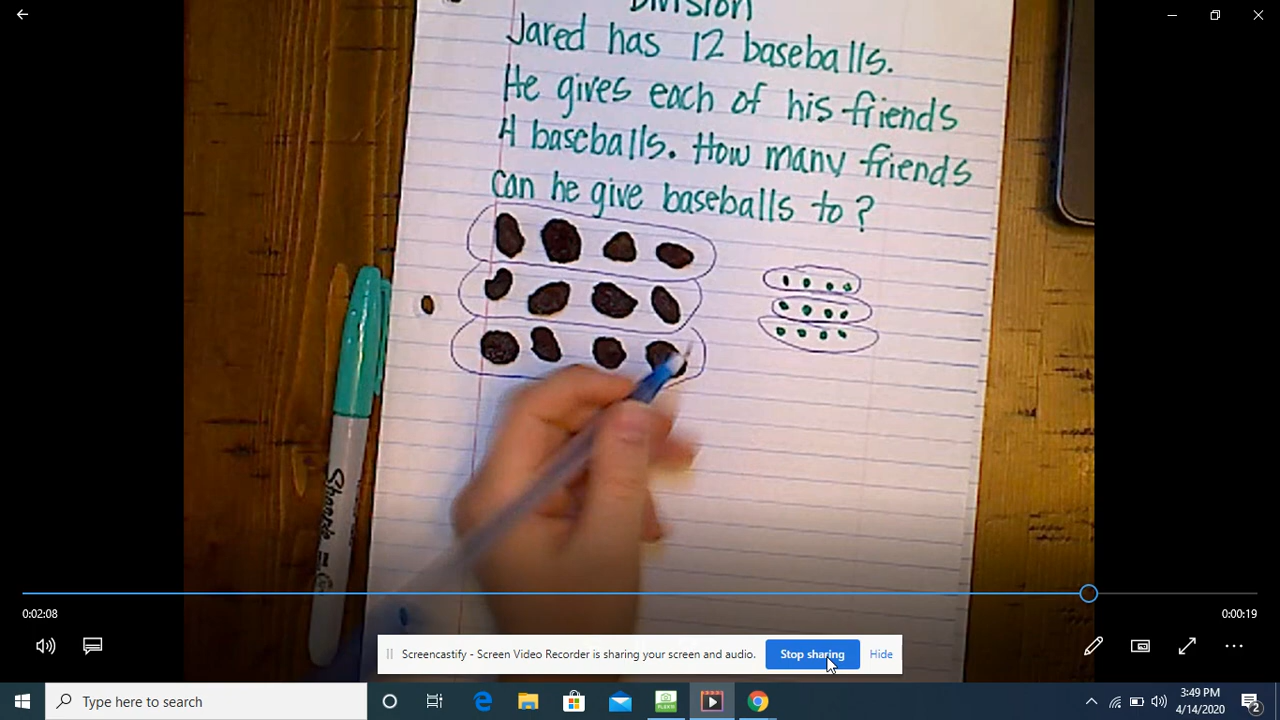 Division
Jared has 12 baseballs.
He gives each of his friends
4 baseballs. How many friends
can he give baseballs to?
Sharpie
0:02:08
0:00:19
Screencastify - Screen Video Recorder is sharing your screen and audio.
Stop sharing
Hide
Type here to search
3:49 PM
4/14/2020
2